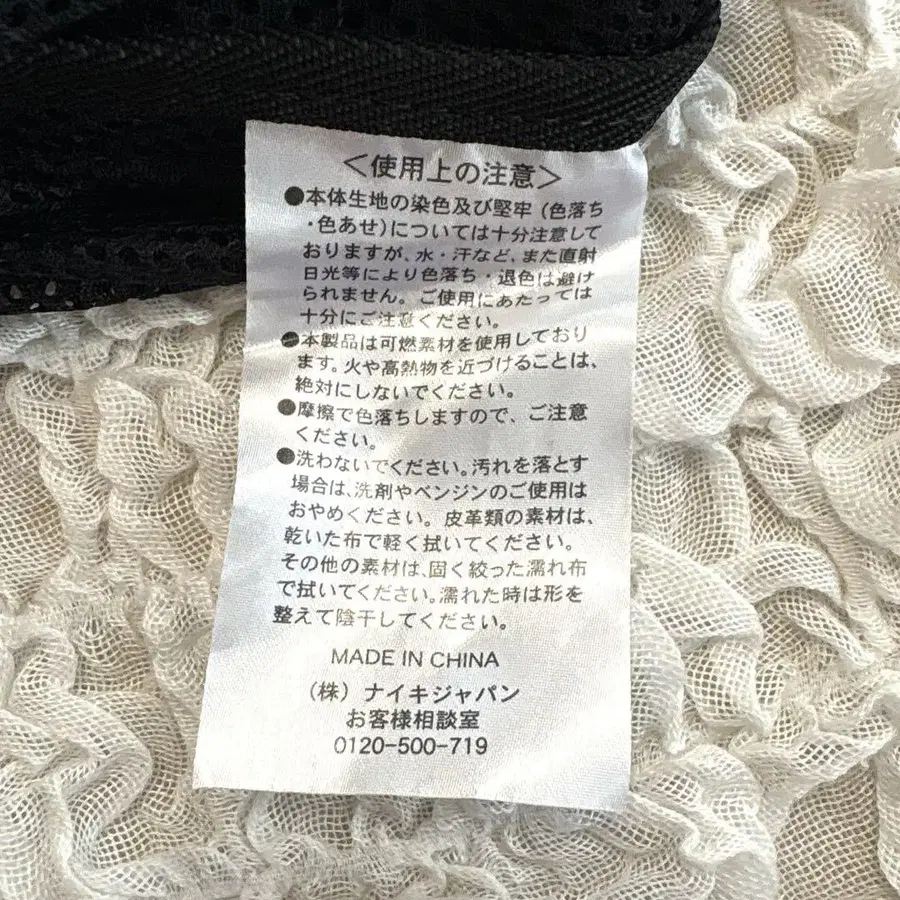 ＜使用上の注意＞
●本体生地の染色及び堅牢（色落ち
・色あせ）については十分注意して
おりますが、水・汗など、また直射
日光等により色落ち・退色は避け
られません。ご使用にあたっては
十分にご注意ください。
●本製品は可燃素材を使用しており
ます。火や高熱物を近づけることは、
絶対にしないでください。
●摩擦で色落ちしますので、ご注意
ください。
●洗わないでください。汚れを落とす
場合は、洗剤やベンジンのご使用は
おやめください。皮革類の素材は、
乾いた布で軽く拭いてください。
その他の素材は、固く絞った濡れ布
で拭いてください。濡れた時は形を
整えて陰干してください。
MADE IN CHINA
（株）ナイキジャパン
お客様相談室
0120-500-719